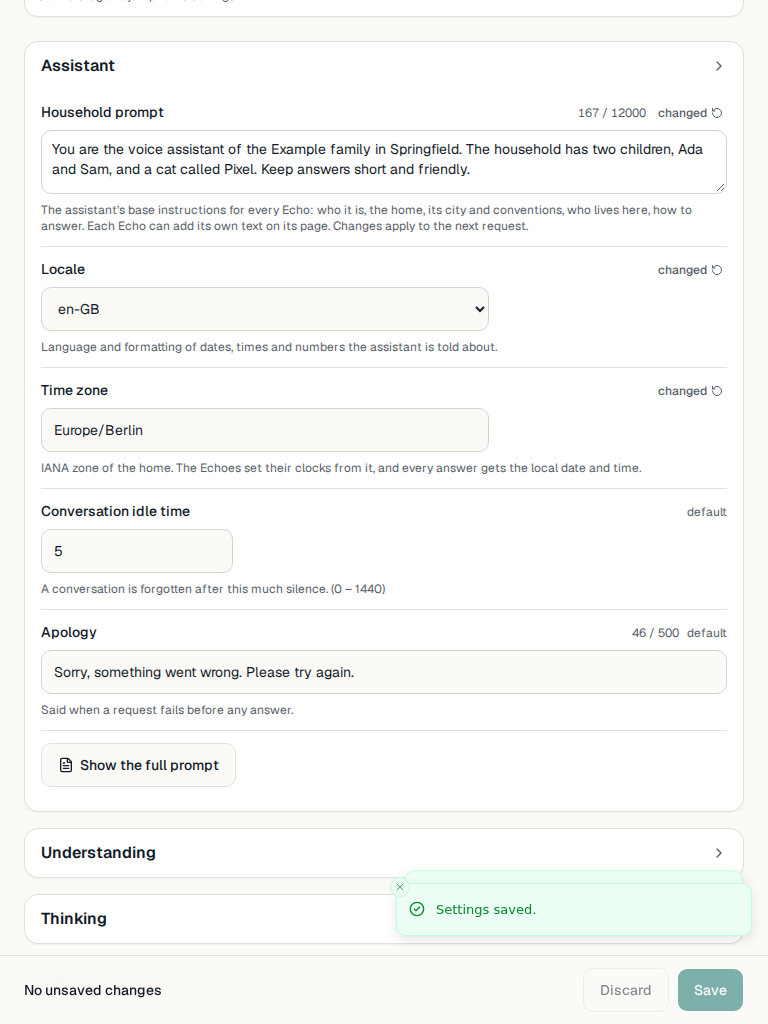 Assistant
Household prompt
167 / 12000 changed
You are the voice assistant of the Example family in Springfield. The household has two children, Ada
and Sam, and a cat called Pixel. Keep answers short and friendly.
The assistant's base instructions for every Echo: who it is, the home, its city and conventions, who lives here, how to
answer. Each Echo can add its own text on its page. Changes apply to the next request.
Locale
changed
en-GB
Language and formatting of dates, times and numbers the assistant is told about.
Time zone
changed
Europe/Berlin
IANA zone of the home. The Echoes set their clocks from it, and every answer gets the local date and time.
Conversation idle time
default
5
A conversation is forgotten after this much silence. (0 – 1440)
Apology
46 / 500 default
Sorry, something went wrong. Please try again.
Said when a request fails before any answer.
Show the full prompt
Understanding
Thinking
Settings saved.
No unsaved changes
Discard
Save